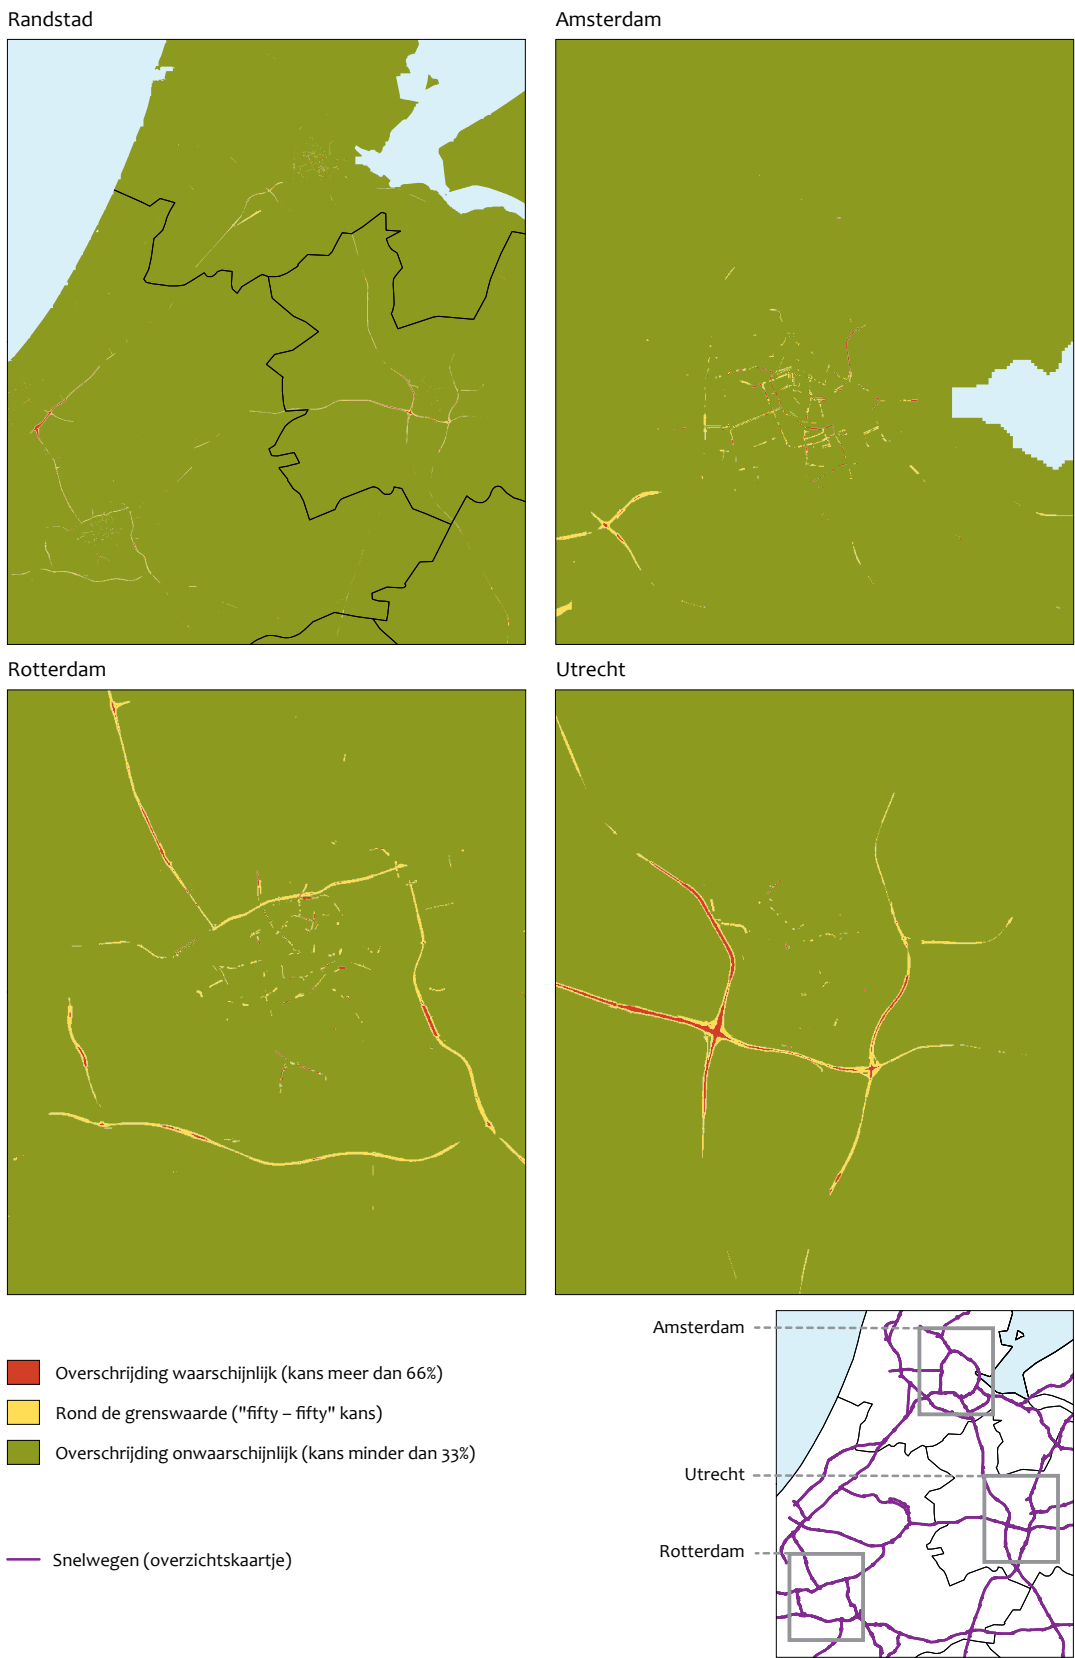 Randstad
Amsterdam
Rotterdam
Utrecht
Overschrijding waarschijnlijk (kans meer dan 66%)
Rond de grenswaarde ("fifty – fifty" kans)
Overschrijding onwaarschijnlijk (kans minder dan 33%)
Snelwegen (overzichtskaartje)
Amsterdam
Utrecht
Rotterdam